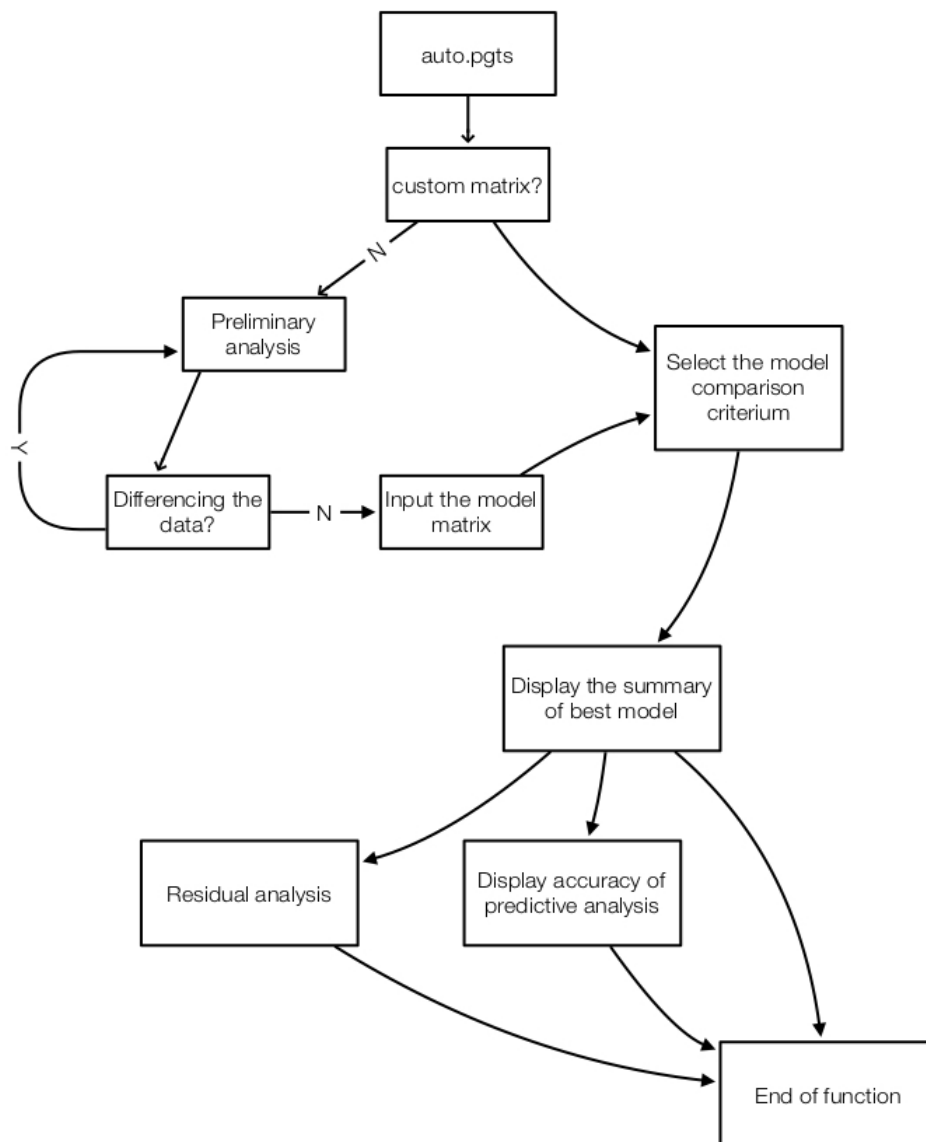 auto.pgts
custom matrix?
N
Preliminary
analysis
Select the model
comparison
criterium
Y
Differencing the
data?
N
Input the model
matrix
Display the summary
of best model
Residual analysis
Display accuracy of
predictive analysis
End of function